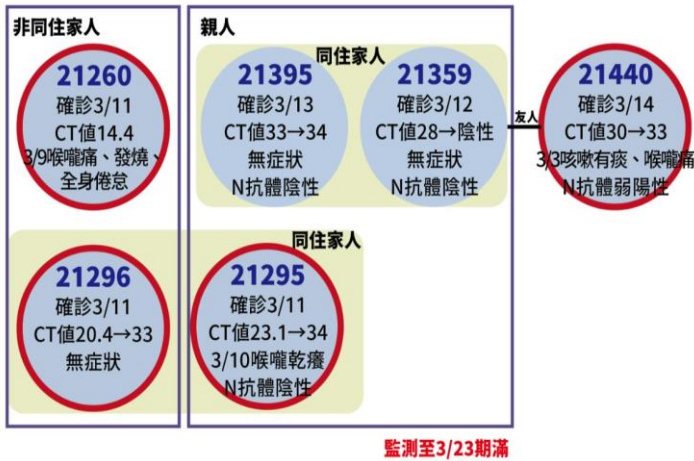 非同住家人
21260
確診3/11
CT值14.4
3/9喉嚨痛、發燒、
全身倦怠
親人
同住家人
21395
確診3/13
CT值33→34
無症狀
N抗體陰性
21359
確診3/12
CT值28→陰性
無症狀
N抗體陰性
友人
21440
確診3/14
CT值30→33
3/3咳嗽有痰、喉嚨痛
N抗體弱陽性
同住家人
21296
確診3/11
CT值20.4→33
無症狀
21295
確診3/11
CT值23.1→34
3/10喉嚨乾癢
N抗體陰性
監測至3/23期滿